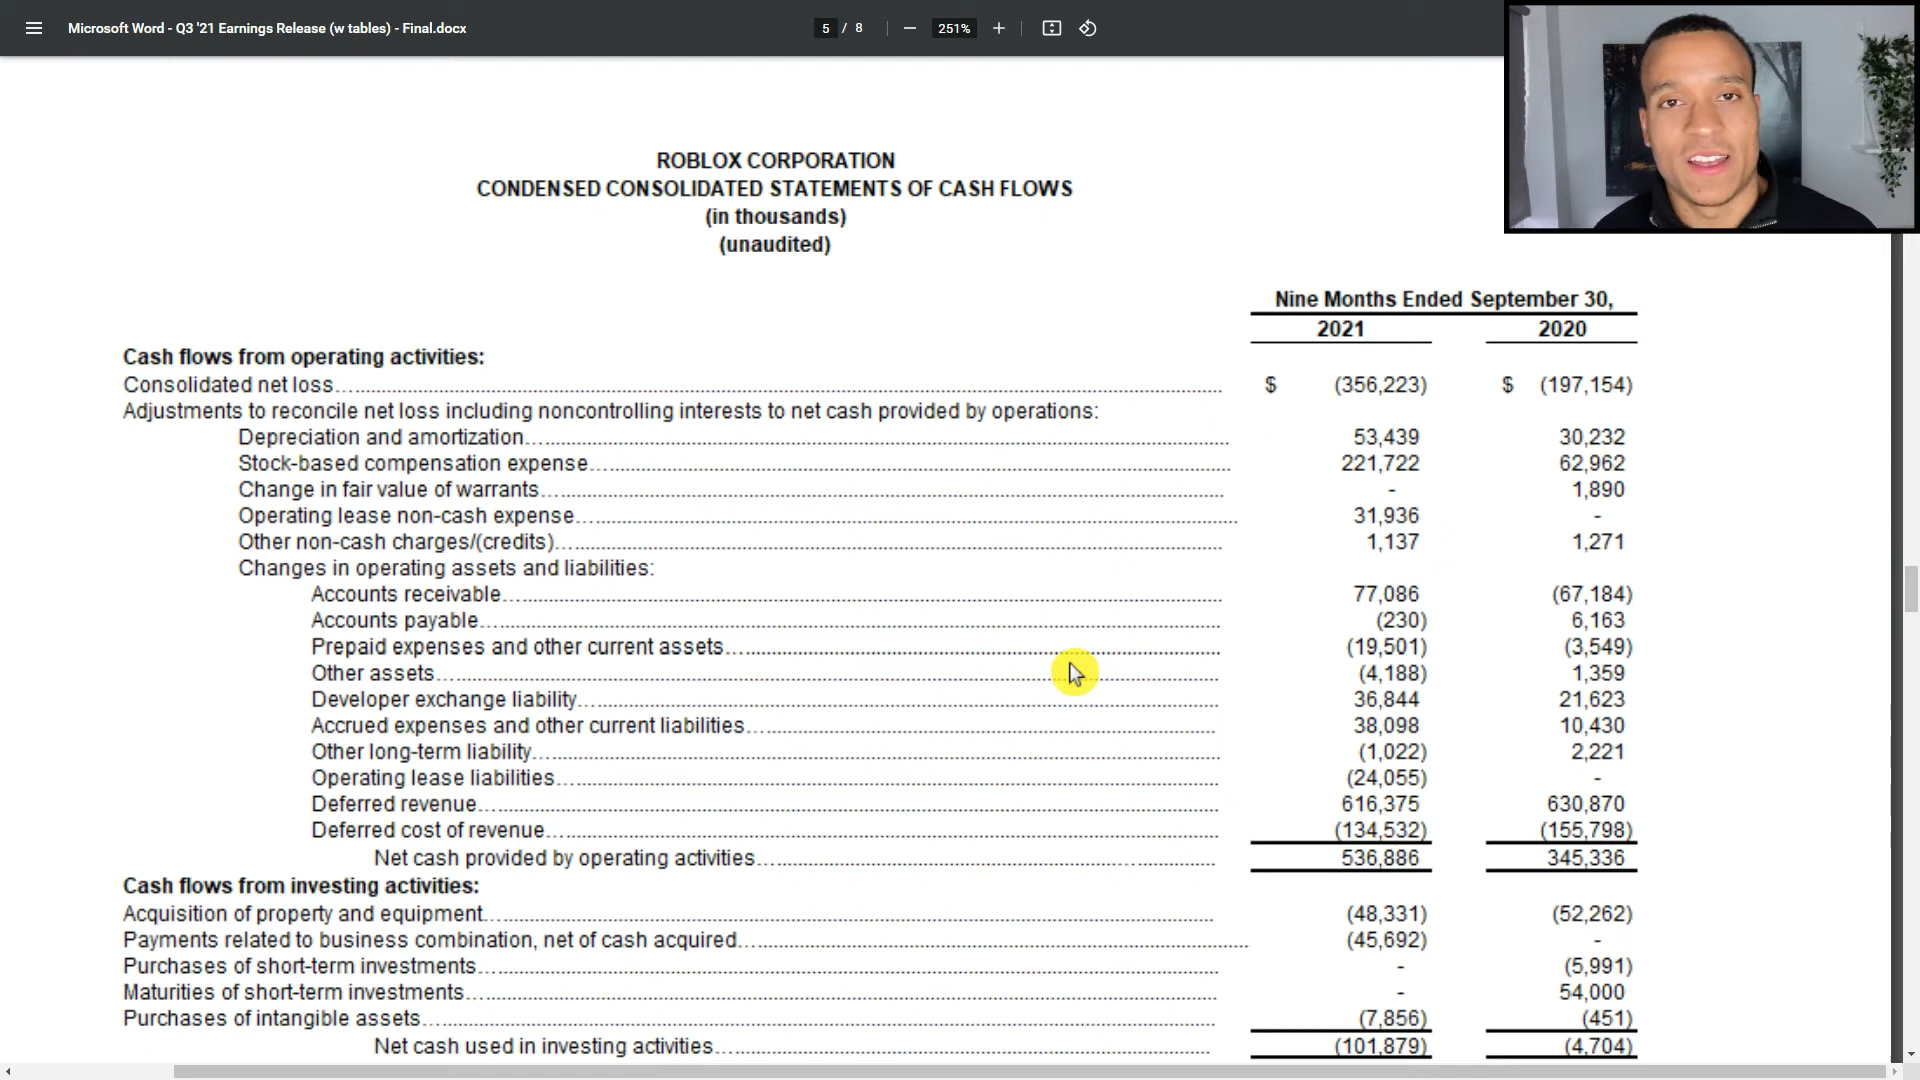 Microsoft Word - Q3 '21 Earnings Release (w tables) - Final.docx 5 / 8 251%
ROBLOX CORPORATION
CONDENSED CONSOLIDATED STATEMENTS OF CASH FLOWS
(in thousands)
(unaudited)
Nine Months Ended September 30,
2021 2020
Cash flows from operating activities:
Consolidated net loss $ (356,223) $ (197,154)
Adjustments to reconcile net loss including noncontrolling interests to net cash provided by operations:
Depreciation and amortization 53,439 30,232
Stock-based compensation expense 221,722 62,962
Change in fair value of warrants - 1,890
Operating lease non-cash expense 31,936 -
Other non-cash charges/(credits) 1,137 1,271
Changes in operating assets and liabilities:
Accounts receivable 77,086 (67,184)
Accounts payable (230) 6,163
Prepaid expenses and other current assets (19,501) (3,549)
Other assets (4,188) 1,359
Developer exchange liability 36,844 21,623
Accrued expenses and other current liabilities 38,098 10,430
Other long-term liability (1,022) 2,221
Operating lease liabilities (24,055) -
Deferred revenue 616,375 630,870
Deferred cost of revenue (134,532) (155,798)
Net cash provided by operating activities 536,886 345,336
Cash flows from investing activities:
Acquisition of property and equipment (48,331) (52,262)
Payments related to business combination, net of cash acquired (45,692) -
Purchases of short-term investments - (5,991)
Maturities of short-term investments - 54,000
Purchases of intangible assets (7,856) (451)
Net cash used in investing activities (101,879) (4,704)